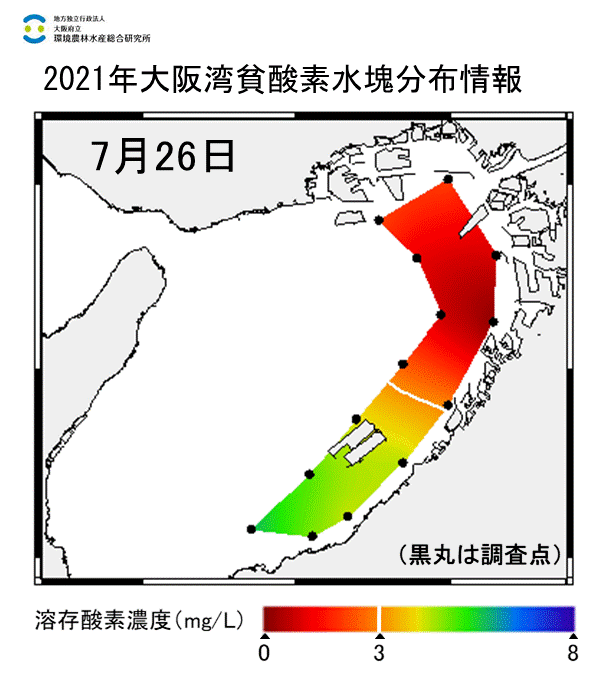 地方独立行政法人
大阪府立
環境農林水産総合研究所
2021年大阪湾貧酸素水塊分布情報
7月26日
(黒丸は調査点)
溶存酸素濃度(mg/L)
0 3 8